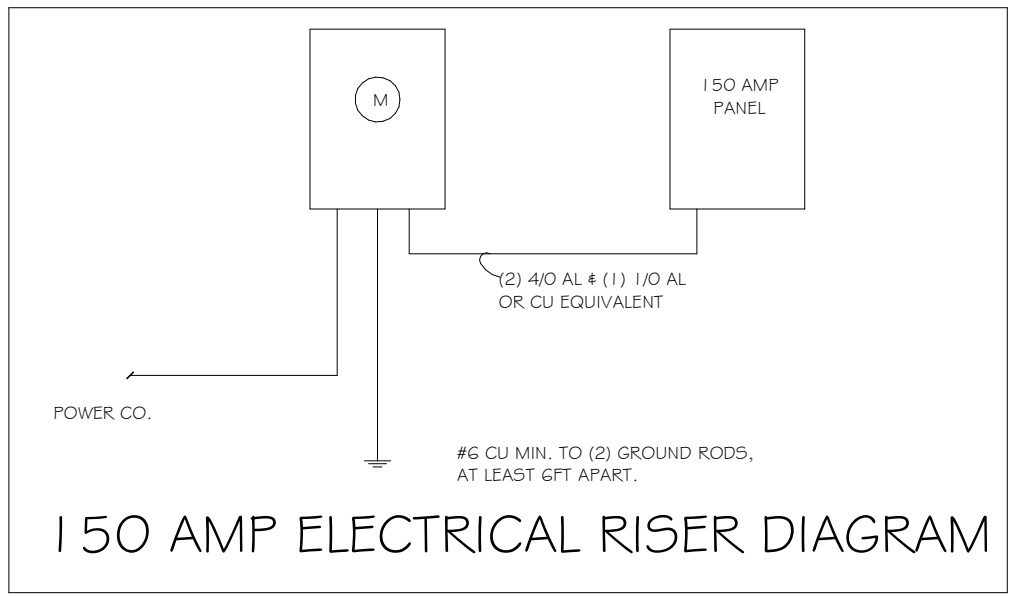 M
150 AMP
PANEL
(2) 4/0 AL & (1) 1/0 AL
OR CU EQUIVALENT
POWER CO.
#6 CU MIN. TO (2) GROUND RODS,
AT LEAST 6FT APART.
150 AMP ELECTRICAL RISER DIAGRAM